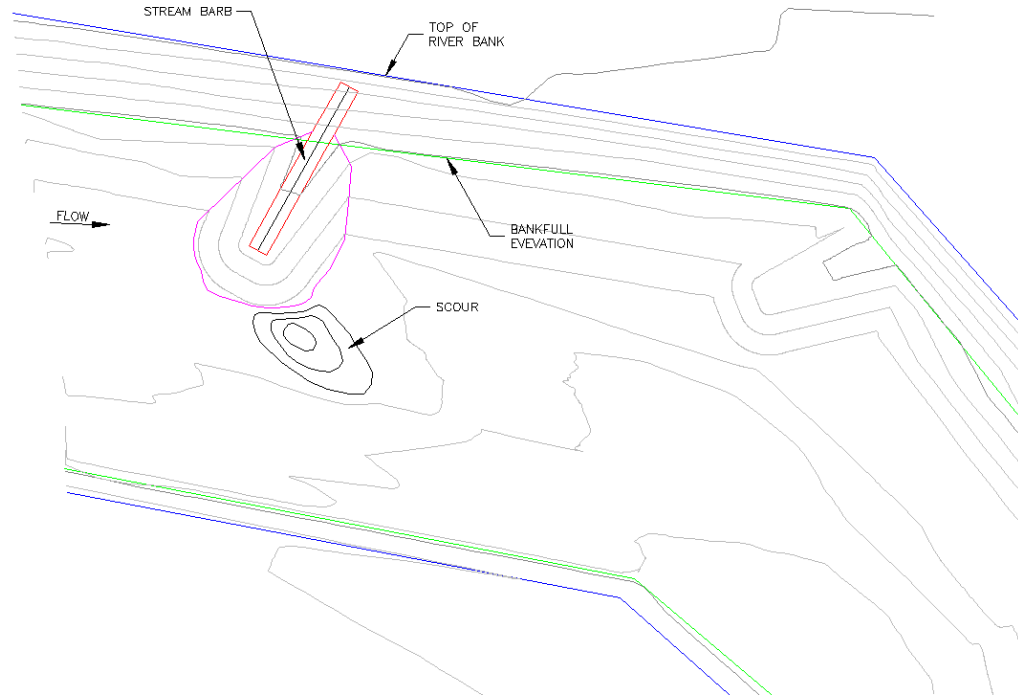 STREAM BARB
TOP OF
RIVER BANK
FLOW
BANKFULL
EVEVATION
SCOUR